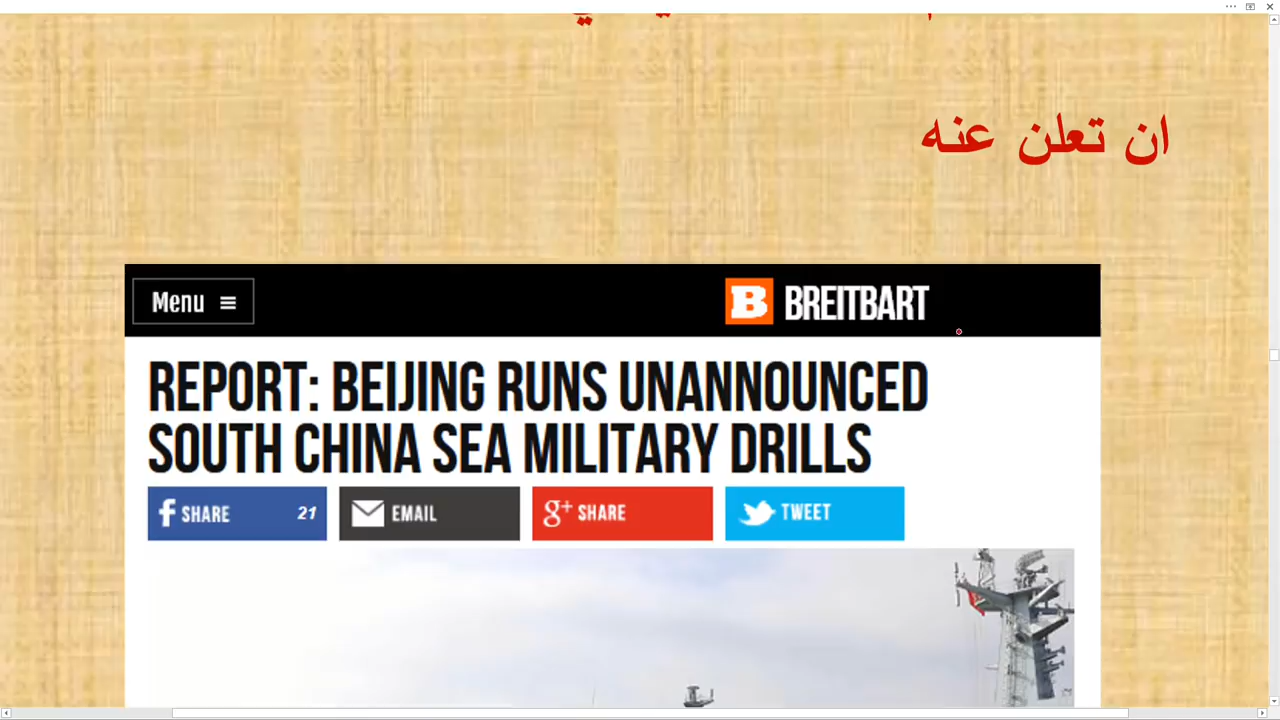 ان تعلن عنه
Menu
BREITBART
REPORT: BEIJING RUNS UNANNOUNCED
SOUTH CHINA SEA MILITARY DRILLS
SHARE 21 EMAIL SHARE TWEET